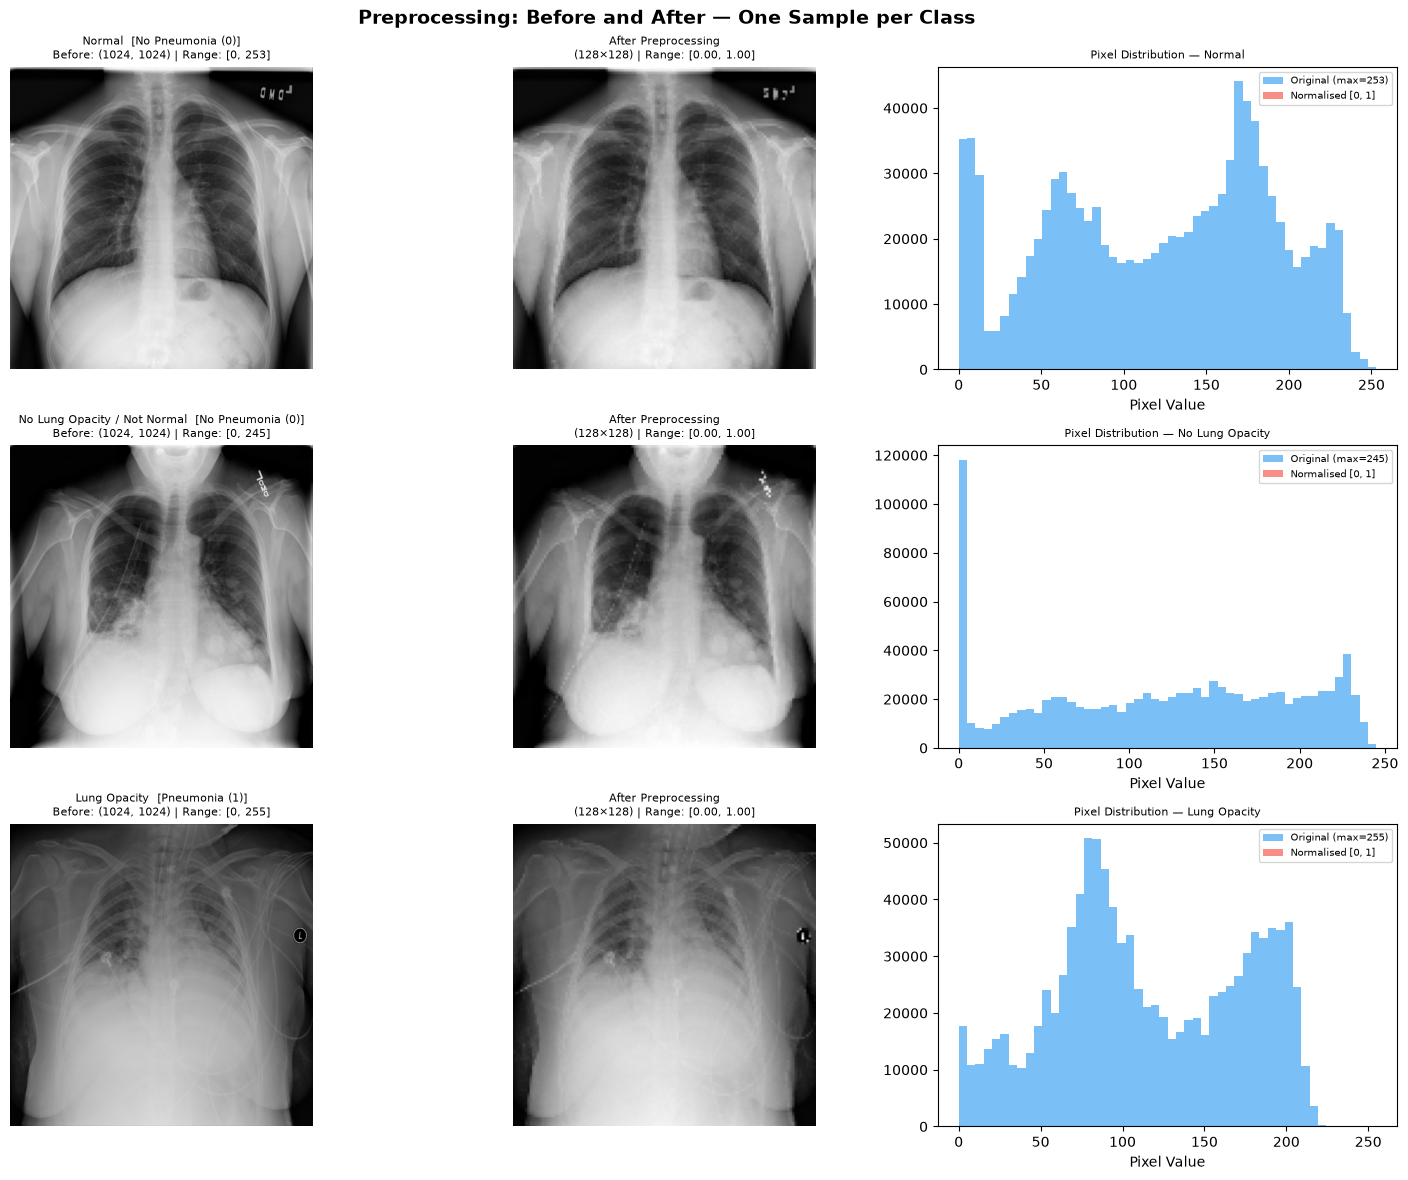 Preprocessing: Before and After — One Sample per Class
Normal  [No Pneumonia (0)]
Before: (1024, 1024) | Range: [0, 253]
After Preprocessing
(128×128) | Range: [0.00, 1.00]
Pixel Distribution — Normal
Original (max=253)
Normalised [0, 1]
40000
30000
20000
10000
0
0 50 100 150 200 250
Pixel Value
No Lung Opacity / Not Normal  [No Pneumonia (0)]
Before: (1024, 1024) | Range: [0, 245]
After Preprocessing
(128×128) | Range: [0.00, 1.00]
Pixel Distribution — No Lung Opacity
Original (max=245)
Normalised [0, 1]
120000
100000
80000
60000
40000
20000
0
0 50 100 150 200 250
Pixel Value
Lung Opacity  [Pneumonia (1)]
Before: (1024, 1024) | Range: [0, 255]
After Preprocessing
(128×128) | Range: [0.00, 1.00]
L
Pixel Distribution — Lung Opacity
Original (max=255)
Normalised [0, 1]
50000
40000
30000
20000
10000
0
0 50 100 150 200 250
Pixel Value